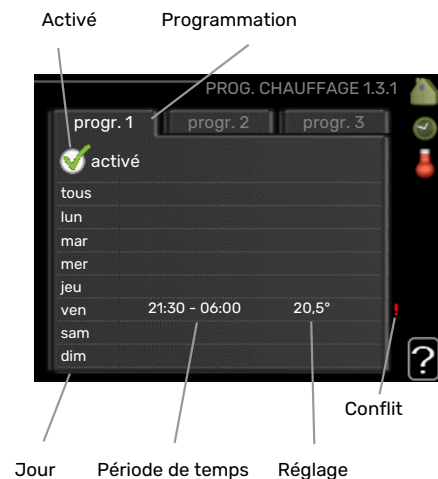 Activé Programmation
PROG. CHAUFFAGE 1.3.1
progr. 1 progr. 2 progr. 3
activé
tous
lun
mar
mer
jeu
ven 21:30 - 06:00 20,5° !
sam
dim
?
Conflit
Jour Période de temps Réglage